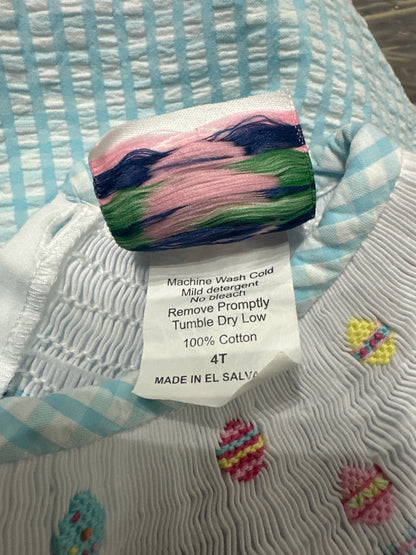 Machine Wash Cold
Mild detergent
No bleach
Remove Promptly
Tumble Dry Low
100% Cotton
4T
MADE IN EL SALVA